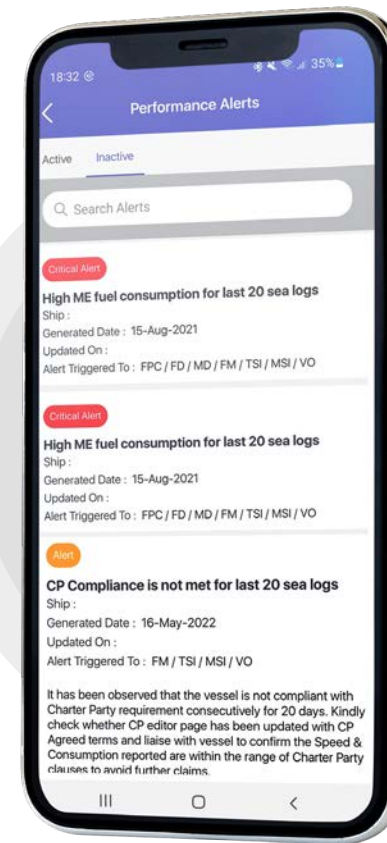 18:32
35%
Performance Alerts
Active Inactive
Search Alerts
Critical Alert
High ME fuel consumption for last 20 sea logs
Ship :
Generated Date : 15-Aug-2021
Updated On :
Alert Triggered To : FPC / FD / MD / FM / TSI / MSI / VO
Critical Alert
High ME fuel consumption for last 20 sea logs
Ship :
Generated Date : 15-Aug-2021
Updated On :
Alert Triggered To : FPC / FD / MD / FM / TSI / MSI / VO
Alert
CP Compliance is not met for last 20 sea logs
Ship :
Generated Date : 16-May-2022
Updated On :
Alert Triggered To : FM / TSI / MSI / VO
It has been observed that the vessel is not compliant with
Charter Party requirement consecutively for 20 days. Kindly
check whether CP editor page has been updated with CP
Agreed terms and liaise with vessel to confirm the Speed &
Consumption reported are within the range of Charter Party
clauses to avoid further claims.